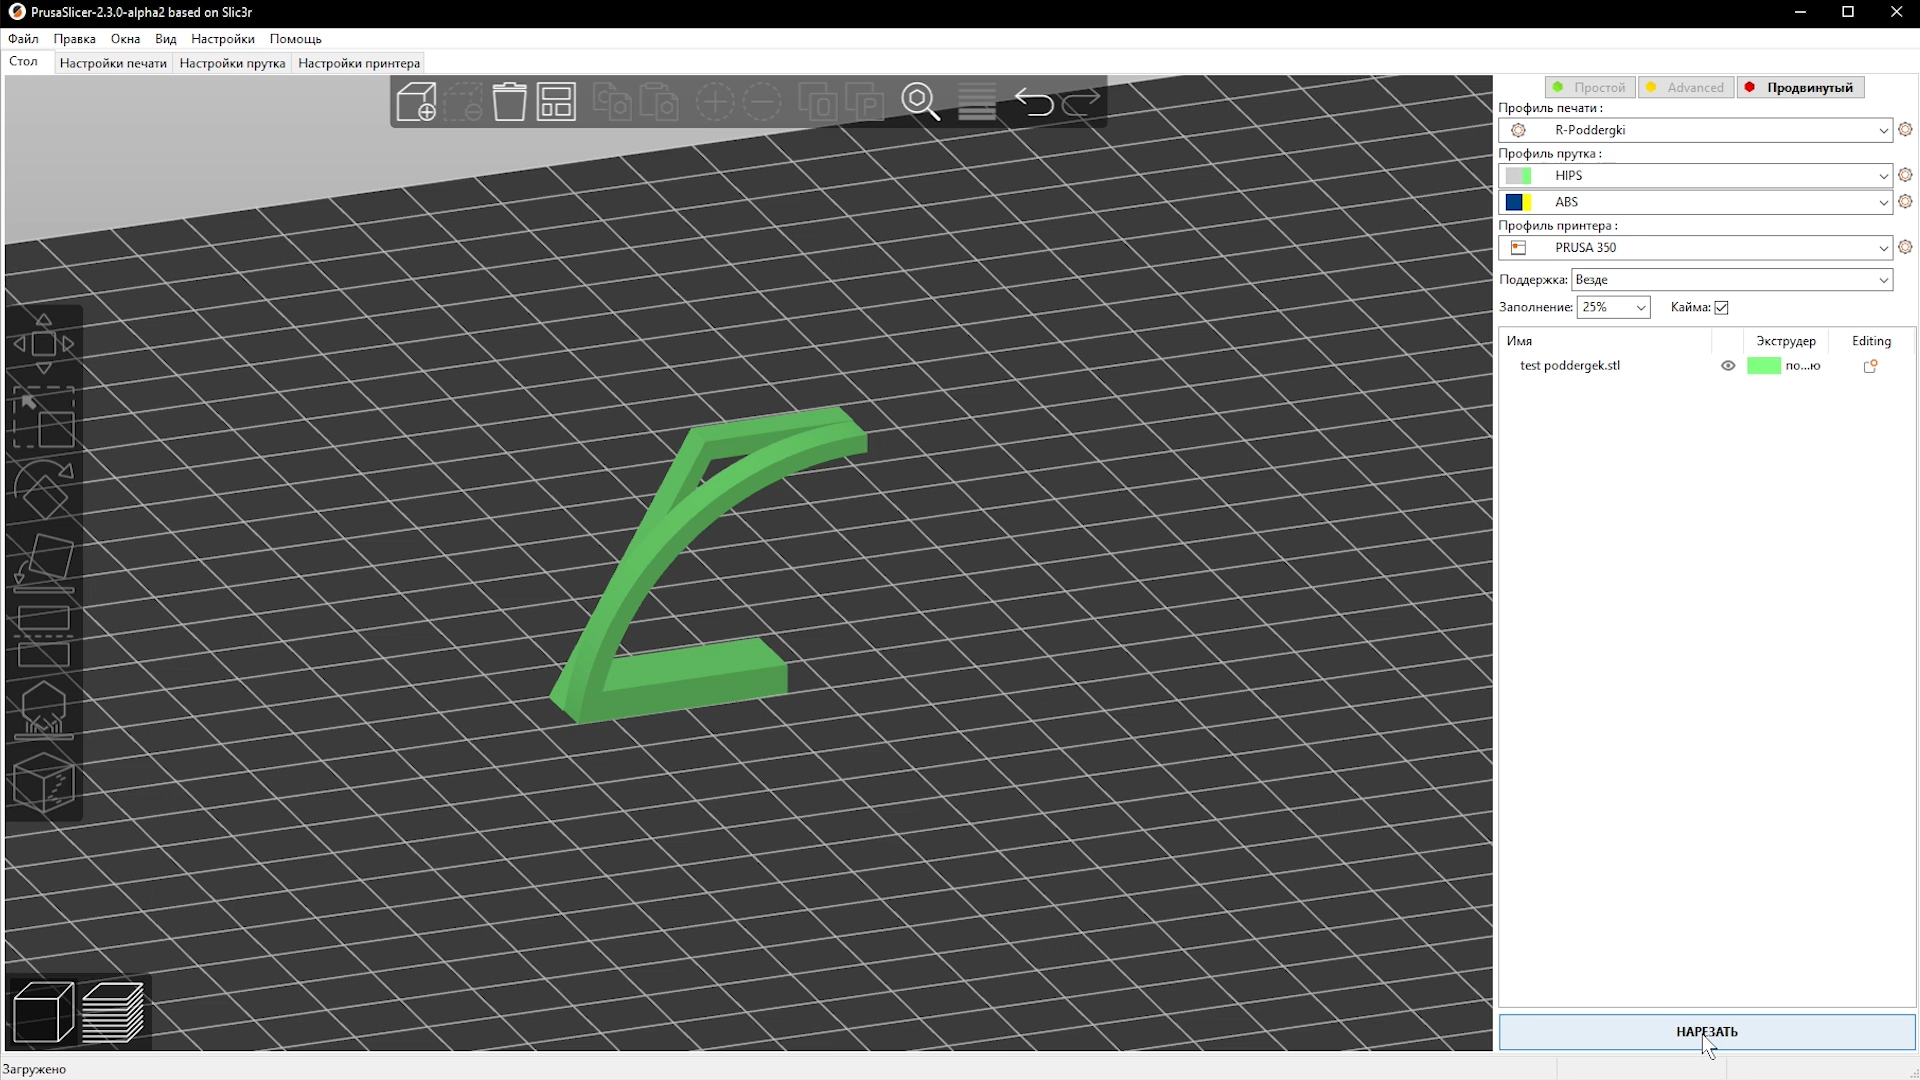 PrusaSlicer-2.3.0-alpha2 based on Slic3r
Файл Правка Окна Вид Настройки Помощь
Стол Настройки печати Настройки прутка Настройки принтера
Простой Advanced Продвинутый
Профиль печати :
R-Poddergki
Профиль прутка :
HIPS
ABS
Профиль принтера :
PRUSA 350
Поддержка: Везде
Заполнение: 25% Кайма:
Имя Экструдер Editing
test poddergek.stl по...ю
НАРЕЗАТЬ
Загружено